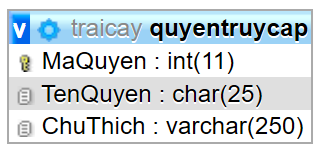 v traicay quyentruycap
MaQuyen : int(11)
TenQuyen : char(25)
ChuThich : varchar(250)